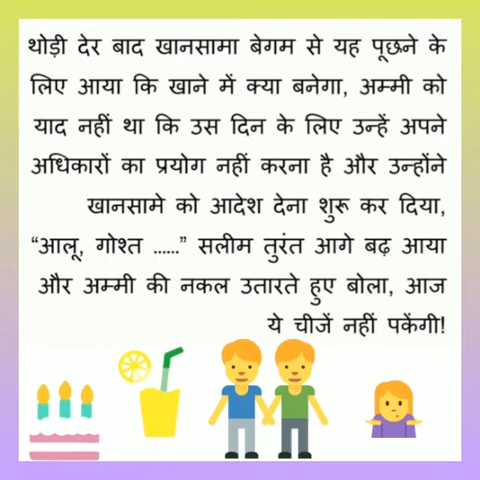 थोड़ी देर बाद खानसामा बेगम से यह पूछने के
लिए आया कि खाने में क्या बनेगा, अम्मी को
याद नहीं था कि उस दिन के लिए उन्हें अपने
अधिकारों का प्रयोग नहीं करना है और उन्होंने
खानसामे को आदेश देना शुरू कर दिया,
“आलू, गोश्त ......” सलीम तुरंत आगे बढ़ आया
और अम्मी की नकल उतारते हुए बोला, आज
ये चीजें नहीं पकेंगी!